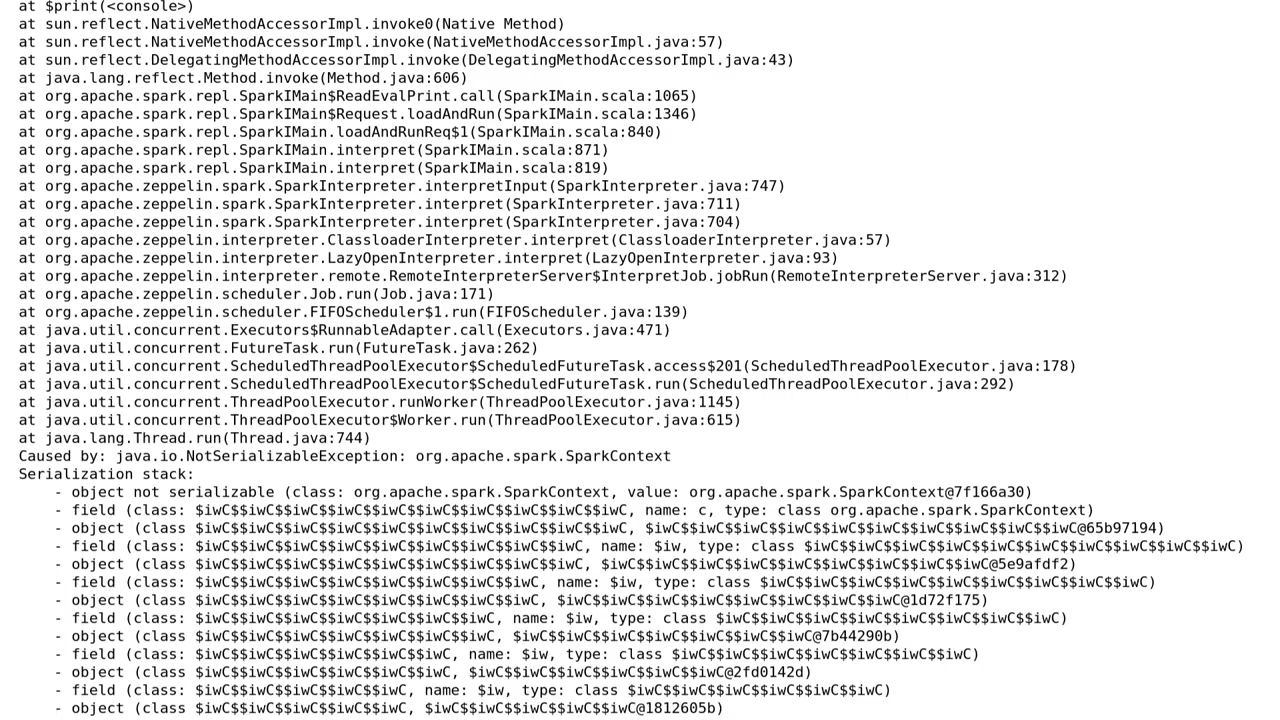 at $print(<console>)
at sun.reflect.NativeMethodAccessorImpl.invoke0(Native Method)
at sun.reflect.NativeMethodAccessorImpl.invoke(NativeMethodAccessorImpl.java:57)
at sun.reflect.DelegatingMethodAccessorImpl.invoke(DelegatingMethodAccessorImpl.java:43)
at java.lang.reflect.Method.invoke(Method.java:606)
at org.apache.spark.repl.SparkIMain$ReadEvalPrint.call(SparkIMain.scala:1065)
at org.apache.spark.repl.SparkIMain$Request.loadAndRun(SparkIMain.scala:1346)
at org.apache.spark.repl.SparkIMain.loadAndRunReq$1(SparkIMain.scala:840)
at org.apache.spark.repl.SparkIMain.interpret(SparkIMain.scala:871)
at org.apache.spark.repl.SparkIMain.interpret(SparkIMain.scala:819)
at org.apache.zeppelin.spark.SparkInterpreter.interpretInput(SparkInterpreter.java:747)
at org.apache.zeppelin.spark.SparkInterpreter.interpret(SparkInterpreter.java:711)
at org.apache.zeppelin.spark.SparkInterpreter.interpret(SparkInterpreter.java:704)
at org.apache.zeppelin.interpreter.ClassloaderInterpreter.interpret(ClassloaderInterpreter.java:57)
at org.apache.zeppelin.interpreter.LazyOpenInterpreter.interpret(LazyOpenInterpreter.java:93)
at org.apache.zeppelin.interpreter.remote.RemoteInterpreterServer$InterpretJob.jobRun(RemoteInterpreterServer.java:312)
at org.apache.zeppelin.scheduler.Job.run(Job.java:171)
at org.apache.zeppelin.scheduler.FIFOScheduler$1.run(FIFOScheduler.java:139)
at java.util.concurrent.Executors$RunnableAdapter.call(Executors.java:471)
at java.util.concurrent.FutureTask.run(FutureTask.java:262)
at java.util.concurrent.ScheduledThreadPoolExecutor$ScheduledFutureTask.access$201(ScheduledThreadPoolExecutor.java:178)
at java.util.concurrent.ScheduledThreadPoolExecutor$ScheduledFutureTask.run(ScheduledThreadPoolExecutor.java:292)
at java.util.concurrent.ThreadPoolExecutor.runWorker(ThreadPoolExecutor.java:1145)
at java.util.concurrent.ThreadPoolExecutor$Worker.run(ThreadPoolExecutor.java:615)
at java.lang.Thread.run(Thread.java:744)
Caused by: java.io.NotSerializableException: org.apache.spark.SparkContext
Serialization stack:
- object not serializable (class: org.apache.spark.SparkContext, value: org.apache.spark.SparkContext@7f166a30)
- field (class: $iwC$$iwC$$iwC$$iwC$$iwC$$iwC$$iwC$$iwC$$iwC$$iwC, name: c, type: class org.apache.spark.SparkContext)
- object (class $iwC$$iwC$$iwC$$iwC$$iwC$$iwC$$iwC$$iwC$$iwC$$iwC, $iwC$$iwC$$iwC$$iwC$$iwC$$iwC$$iwC$$iwC$$iwC$$iwC@65b97194)
- field (class: $iwC$$iwC$$iwC$$iwC$$iwC$$iwC$$iwC$$iwC$$iwC, name: $iw, type: class $iwC$$iwC$$iwC$$iwC$$iwC$$iwC$$iwC$$iwC$$iwC$$iwC)
- object (class $iwC$$iwC$$iwC$$iwC$$iwC$$iwC$$iwC$$iwC$$iwC, $iwC$$iwC$$iwC$$iwC$$iwC$$iwC$$iwC$$iwC$$iwC@5e9afdf2)
- field (class: $iwC$$iwC$$iwC$$iwC$$iwC$$iwC$$iwC$$iwC, name: $iw, type: class $iwC$$iwC$$iwC$$iwC$$iwC$$iwC$$iwC$$iwC$$iwC)
- object (class $iwC$$iwC$$iwC$$iwC$$iwC$$iwC$$iwC$$iwC, $iwC$$iwC$$iwC$$iwC$$iwC$$iwC$$iwC$$iwC@1d72f175)
- field (class: $iwC$$iwC$$iwC$$iwC$$iwC$$iwC$$iwC, name: $iw, type: class $iwC$$iwC$$iwC$$iwC$$iwC$$iwC$$iwC$$iwC)
- object (class $iwC$$iwC$$iwC$$iwC$$iwC$$iwC$$iwC, $iwC$$iwC$$iwC$$iwC$$iwC$$iwC$$iwC@7b44290b)
- field (class: $iwC$$iwC$$iwC$$iwC$$iwC$$iwC, name: $iw, type: class $iwC$$iwC$$iwC$$iwC$$iwC$$iwC$$iwC)
- object (class $iwC$$iwC$$iwC$$iwC$$iwC$$iwC, $iwC$$iwC$$iwC$$iwC$$iwC$$iwC@2fd0142d)
- field (class: $iwC$$iwC$$iwC$$iwC$$iwC, name: $iw, type: class $iwC$$iwC$$iwC$$iwC$$iwC$$iwC)
- object (class $iwC$$iwC$$iwC$$iwC$$iwC, $iwC$$iwC$$iwC$$iwC$$iwC@1812605b)